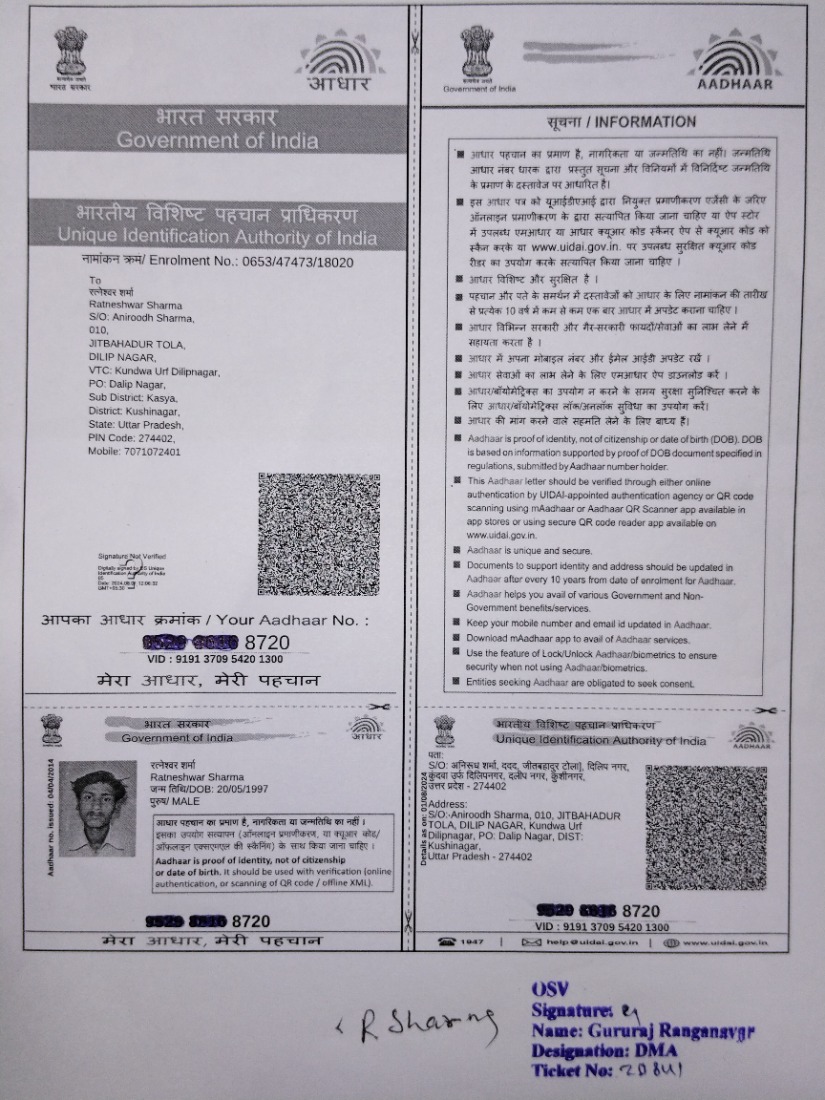 सत्यमेव जयते
भारत सरकार
आधार
भारत सरकार
Government of India
भारतीय विशिष्ट पहचान प्राधिकरण
Unique Identification Authority of India
नामांकन क्रम/ Enrolment No.: 0653/47473/18020
To
रत्नेश्वर शर्मा
Ratneshwar Sharma
S/O: Aniroodh Sharma,
010,
JITBAHADUR TOLA,
DILIP NAGAR,
VTC: Kundwa Urf Dilipnagar,
PO: Dalip Nagar,
Sub District: Kasya,
District: Kushinagar,
State: Uttar Pradesh,
PIN Code: 274402,
Mobile: 7071072401
Signature Not Verified
Digitally signed by DS Unique
Identification Authority of India
आपका आधार क्रमांक / Your Aadhaar No. :
8720
VID : 9191 3709 5420 1300
मेरा आधार, मेरी पहचान
Government of India
AADHAAR
सूचना / INFORMATION
आधार पहचान का प्रमाण है, नागरिकता या जन्मतिथि का नहीं। जन्मतिथि
आधार नंबर धारक द्वारा प्रस्तुत सूचना और विनियमों में विनिर्दिष्ट जन्मतिथि
के प्रमाण के दस्तावेज पर आधारित है।
इस आधार पत्र को यूआईडीएआई द्वारा नियुक्त प्रमाणीकरण एजेंसी के जरिए
ऑनलाइन प्रमाणीकरण के द्वारा सत्यापित किया जाना चाहिए या ऐप स्टोर
में उपलब्ध एमआधार या आधार क्यूआर कोड स्कैनर ऐप से क्यूआर कोड को
स्कैन करके या www.uidai.gov.in. पर उपलब्ध सुरक्षित क्यूआर कोड
रीडर का उपयोग करके सत्यापित किया जाना चाहिए ।
आधार विशिष्ट और सुरक्षित है ।
पहचान और पते के समर्थन में दस्तावेजों को आधार के लिए नामांकन की तारीख
से प्रत्येक 10 वर्ष में कम से कम एक बार आधार में अपडेट कराना चाहिए ।
आधार विभिन्न सरकारी और गैर-सरकारी फायदों/सेवाओं का लाभ लेने में
सहायता करता है ।
आधार में अपना मोबाइल नंबर और ईमेल आईडी अपडेट रखें ।
आधार सेवाओं का लाभ लेने के लिए एमआधार ऐप डाउनलोड करें ।
आधार/बॉयोमेट्रिक्स का उपयोग न करने के समय सुरक्षा सुनिश्चित करने के
लिए आधार/बॉयोमेट्रिक्स लॉक/अनलॉक सुविधा का उपयोग करें।
आधार की मांग करने वाले सहमति लेने के लिए बाध्य हैं।
Aadhaar is proof of identity, not of citizenship or date of birth (DOB). DOB
is based on information supported by proof of DOB document specified in
regulations, submitted by Aadhaar number holder.
This Aadhaar letter should be verified through either online
authentication by UIDAI-appointed authentication agency or QR code
scanning using mAadhaar or Aadhaar QR Scanner app available in
app stores or using secure QR code reader app available on
www.uidai.gov.in.
Aadhaar is unique and secure.
Documents to support identity and address should be updated in
Aadhaar after every 10 years from date of enrolment for Aadhaar.
Aadhaar helps you avail of various Government and Non-
Government benefits/services.
Keep your mobile number and email id updated in Aadhaar.
Download mAadhaar app to avail of Aadhaar services.
Use the feature of Lock/Unlock Aadhaar/biometrics to ensure
security when not using Aadhaar/biometrics.
Entities seeking Aadhaar are obligated to seek consent.
भारत सरकार
Government of India
आधार
Aadhaar no. issued: 04/04/2014
रत्नेश्वर शर्मा
Ratneshwar Sharma
जन्म तिथि/DOB: 20/05/1997
पुरुष/ MALE
आधार पहचान का प्रमाण है, नागरिकता या जन्मतिथि का नहीं ।
इसका उपयोग सत्यापन (ऑनलाइन प्रमाणीकरण, या क्यूआर कोड/
ऑफ़लाइन एक्सएमएल की स्कैनिंग) के साथ किया जाना चाहिए ।
Aadhaar is proof of identity, not of citizenship
or date of birth. It should be used with verification (online
authentication, or scanning of QR code / offline XML).
8720
मेरा आधार, मेरी पहचान
भारतीय विशिष्ट पहचान प्राधिकरण
Unique Identification Authority of India
AADHAAR
Details as on: 01/08/2024
पता:
S/O: अनिरूध शर्मा, ०१०, जीतबहादुर टोला, दिलिप नगर,
कुंदवा उर्फ दिलिपनगर, दलीप नगर, कुशीनगर,
उत्तर प्रदेश - 274402
Address:
S/O: Aniroodh Sharma, 010, JITBAHADUR
TOLA, DILIP NAGAR, Kundwa Urf
Dilipnagar, PO: Dalip Nagar, DIST:
Kushinagar,
Uttar Pradesh - 274402
8720
VID : 9191 3709 5420 1300
1947 | help@uidai.gov.in | www.uidai.gov.in
R Sharma
OSV
Signature:
Name: Gururaj Ranganavgr
Designation: DMA
Ticket No: